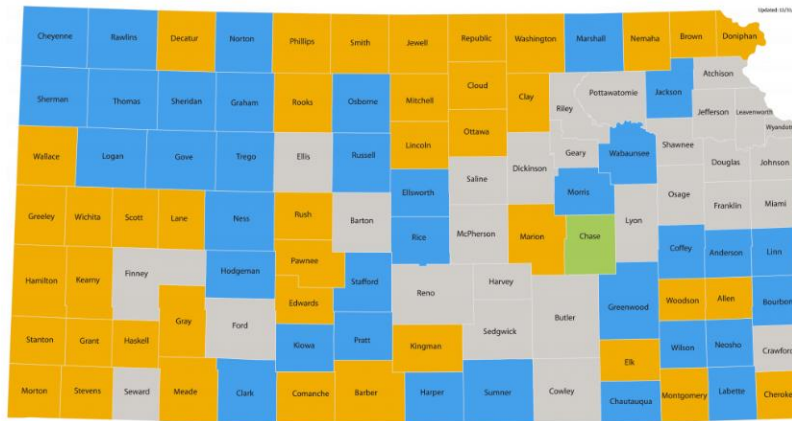 Cheyenne Rawlins Decatur Norton Phillips Smith Jewell Republic Washington Marshall Nemaha Brown Doniphan
Atchison
Cloud Clay Riley Pottawatomie Jackson
Sherman Thomas Sheridan Graham Rooks Osborne Mitchell Jefferson Leavenworth
Ottawa
Lincoln Geary Wabaunsee Shawnee
Wallace Logan Gove Trego Ellis Russell Saline Dickinson Douglas Johnson
Ellsworth Morris Osage
Greeley Wichita Scott Lane Ness Rush Barton McPherson Marion Chase Lyon Franklin Miami
Rice
Pawnee Coffey Anderson Linn
Hamilton Kearny Finney Hodgeman Stafford Reno Harvey
Edwards Greenwood Woodson Allen Bourbon
Gray Ford Butler
Stanton Grant Haskell Kiowa Pratt Kingman Sedgwick Wilson Neosho Crawford
Elk
Morton Stevens Seward Meade Clark Comanche Barber Harper Sumner Cowley Chautauqua Montgomery Labette Cheroke